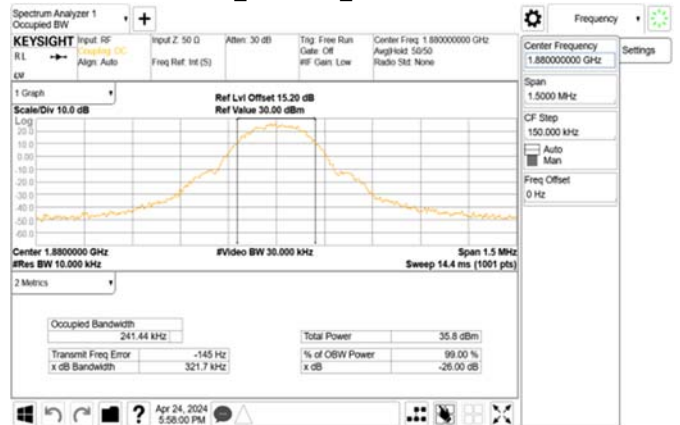 Spectrum Analyzer 1
Occupied BW
+
Frequency
KEYSIGHT
RL
Input: RF
Coupling: DC
Align: Auto
Input Z: 50 Ω
Freq Ref: Int (S)
Atten: 30 dB
Trig: Free Run
Gate: Off
#IF Gain: Low
Center Freq: 1.880000000 GHz
Avg|Hold: 50/50
Radio Std: None
Center Frequency
1.880000000 GHz
Settings
Span
1.5000 MHz
CF Step
150.000 kHz
Auto
Man
Freq Offset
0 Hz
1 Graph
Scale/Div 10.0 dB
Ref Lvl Offset 15.20 dB
Ref Value 30.00 dBm
Log
20.0
10.0
0.00
-10.0
-20.0
-30.0
-40.0
-50.0
-60.0
Center 1.8800000 GHz
#Res BW 10.000 kHz
#Video BW 30.000 kHz
Span 1.5 MHz
Sweep 14.4 ms (1001 pts)
2 Metrics
Occupied Bandwidth
241.44 kHz
Total Power 35.8 dBm
Transmit Freq Error -145 Hz
% of OBW Power 99.00 %
x dB Bandwidth 321.7 kHz
x dB -26.00 dB
?
Apr 24, 2024
5:58:00 PM